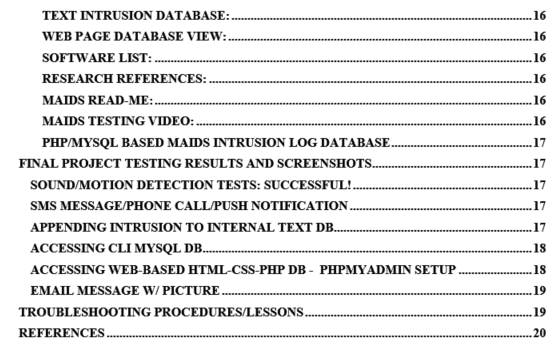 TEXT INTRUSION DATABASE: ........ 16
WEB PAGE DATABASE VIEW: ........ 16
SOFTWARE LIST: ........ 16
RESEARCH REFERENCES: ........ 16
MAIDS READ-ME: ........ 16
MAIDS TESTING VIDEO: ........ 16
PHP/MYSQL BASED MAIDS INTRUSION LOG DATABASE ........ 17
FINAL PROJECT TESTING RESULTS AND SCREENSHOTS ........ 17
SOUND/MOTION DETECTION TESTS: SUCCESSFUL! ........ 17
SMS MESSAGE/PHONE CALL/PUSH NOTIFICATION ........ 17
APPENDING INTRUSION TO INTERNAL TEXT DB ........ 17
ACCESSING CLI MYSQL DB ........ 18
ACCESSING WEB-BASED HTML-CSS-PHP DB - PHPMYADMIN SETUP ........ 18
EMAIL MESSAGE W/ PICTURE ........ 19
TROUBLESHOOTING PROCEDURES/LESSONS ........ 19
REFERENCES ........ 20